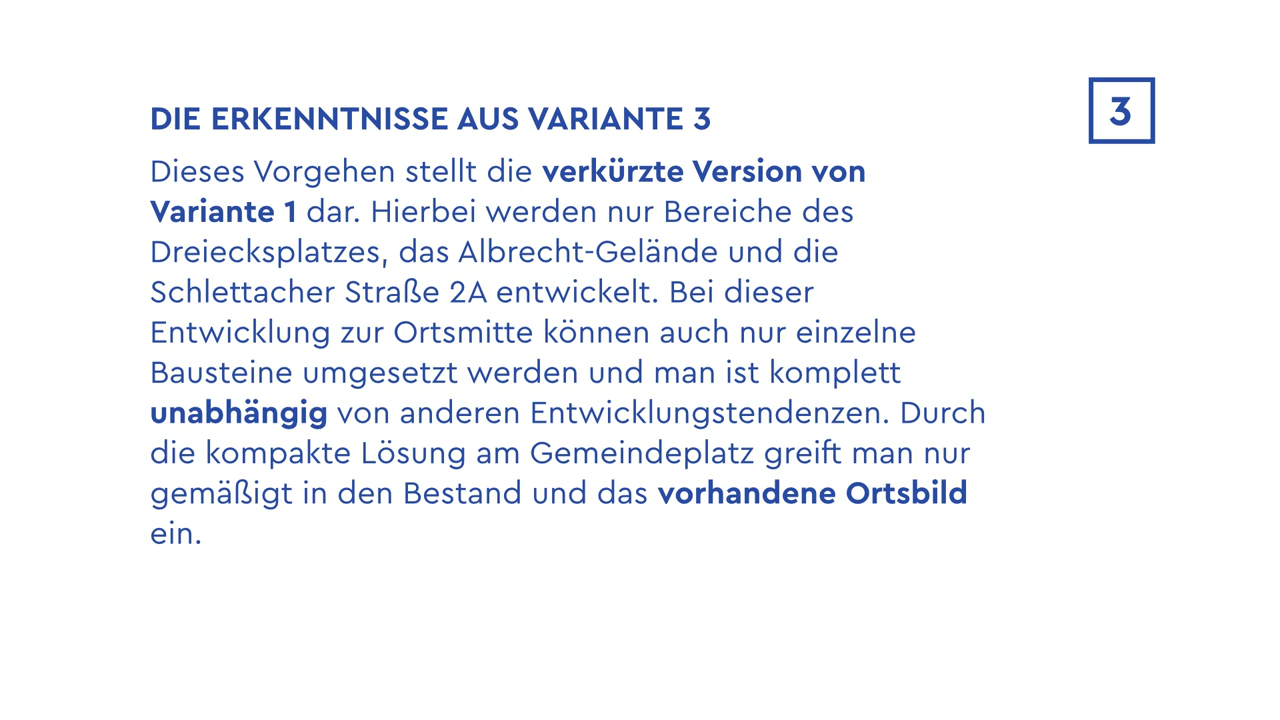 DIE ERKENNTNISSE AUS VARIANTE 3
3
Dieses Vorgehen stellt die verkürzte Version von
Variante 1 dar. Hierbei werden nur Bereiche des
Dreiecksplatzes, das Albrecht-Gelände und die
Schlettacher Straße 2A entwickelt. Bei dieser
Entwicklung zur Ortsmitte können auch nur einzelne
Bausteine umgesetzt werden und man ist komplett
unabhängig von anderen Entwicklungstendenzen. Durch
die kompakte Lösung am Gemeindeplatz greift man nur
gemäßigt in den Bestand und das vorhandene Ortsbild
ein.